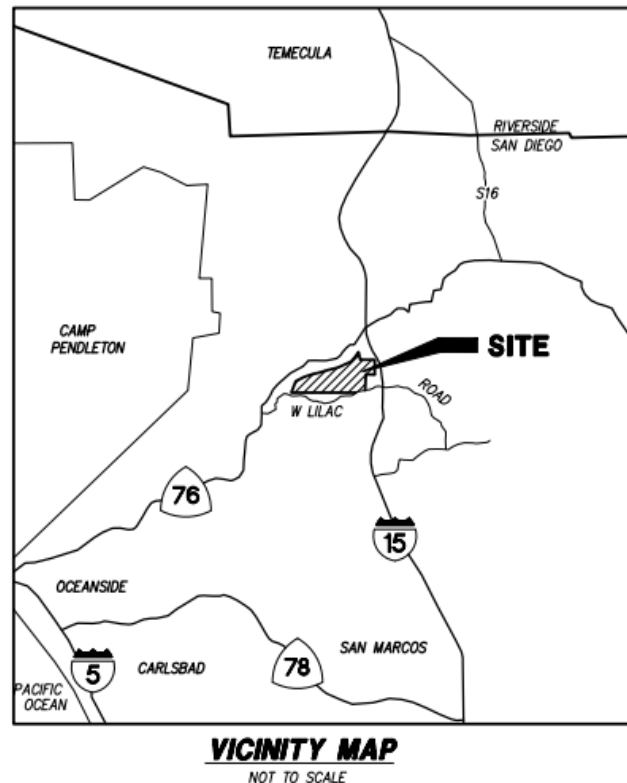 TEMECULA
RIVERSIDE
SAN DIEGO
S16
CAMP
PENDLETON
SITE
ROAD
W LILAC
76
15
OCEANSIDE
SAN MARCOS
78
5
CARLSBAD
PACIFIC
OCEAN
VICINITY MAP
NOT TO SCALE